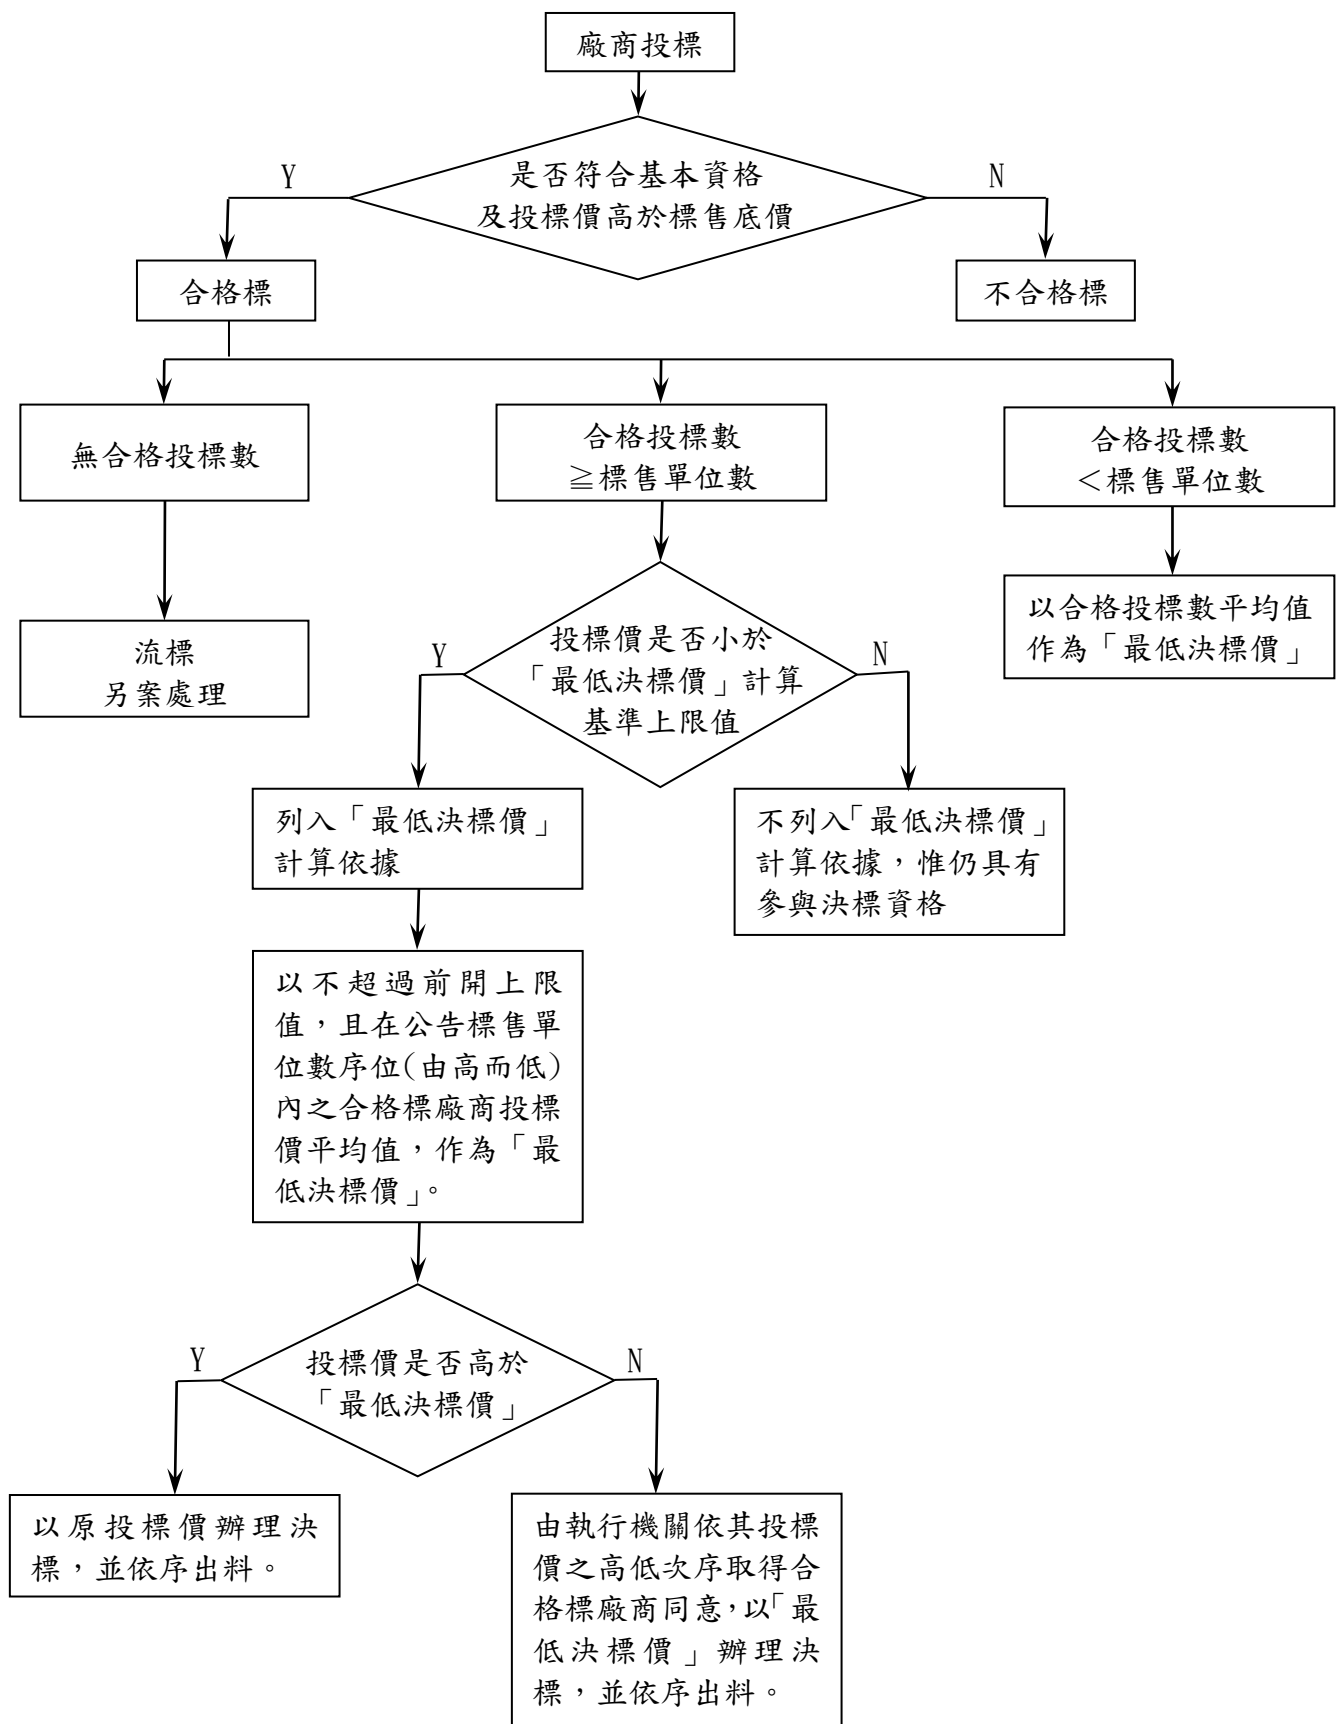 廠商投標
Y
是否符合基本資格
及投標價高於標售底價
N
合格標
不合格標
無合格投標數
合格投標數
≧標售單位數
合格投標數
＜標售單位數
流標
另案處理
Y
投標價是否小於
「最低決標價」計算
基準上限值
N
以合格投標數平均值
作為「最低決標價」
列入「最低決標價」
計算依據
不列入「最低決標價」
計算依據，惟仍具有
參與決標資格
以不超過前開上限
值，且在公告標售單
位數序位(由高而低)
內之合格標廠商投標
價平均值，作為「最
低決標價」。
Y
投標價是否高於
「最低決標價」
N
以原投標價辦理決
標，並依序出料。
由執行機關依其投標
價之高低次序取得合
格標廠商同意，以「最
低決標價」辦理決
標，並依序出料。